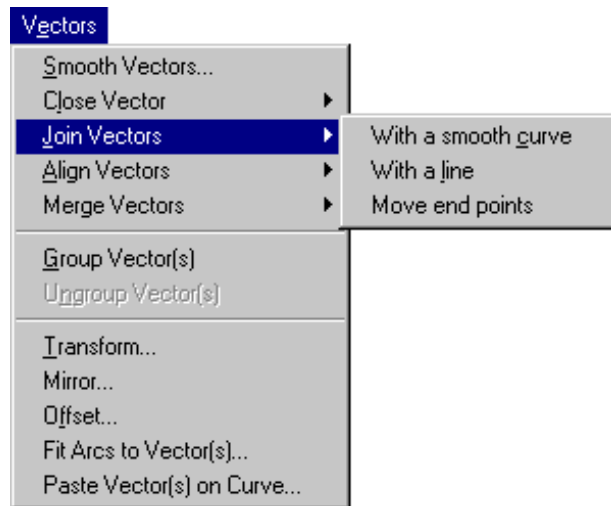 Vectors
Smooth Vectors...
Close Vector
Join Vectors
Align Vectors
Merge Vectors
Group Vector(s)
Ungroup Vector(s)
Transform...
Mirror...
Offset...
Fit Arcs to Vector(s)...
Paste Vector(s) on Curve...
With a smooth curve
With a line
Move end points